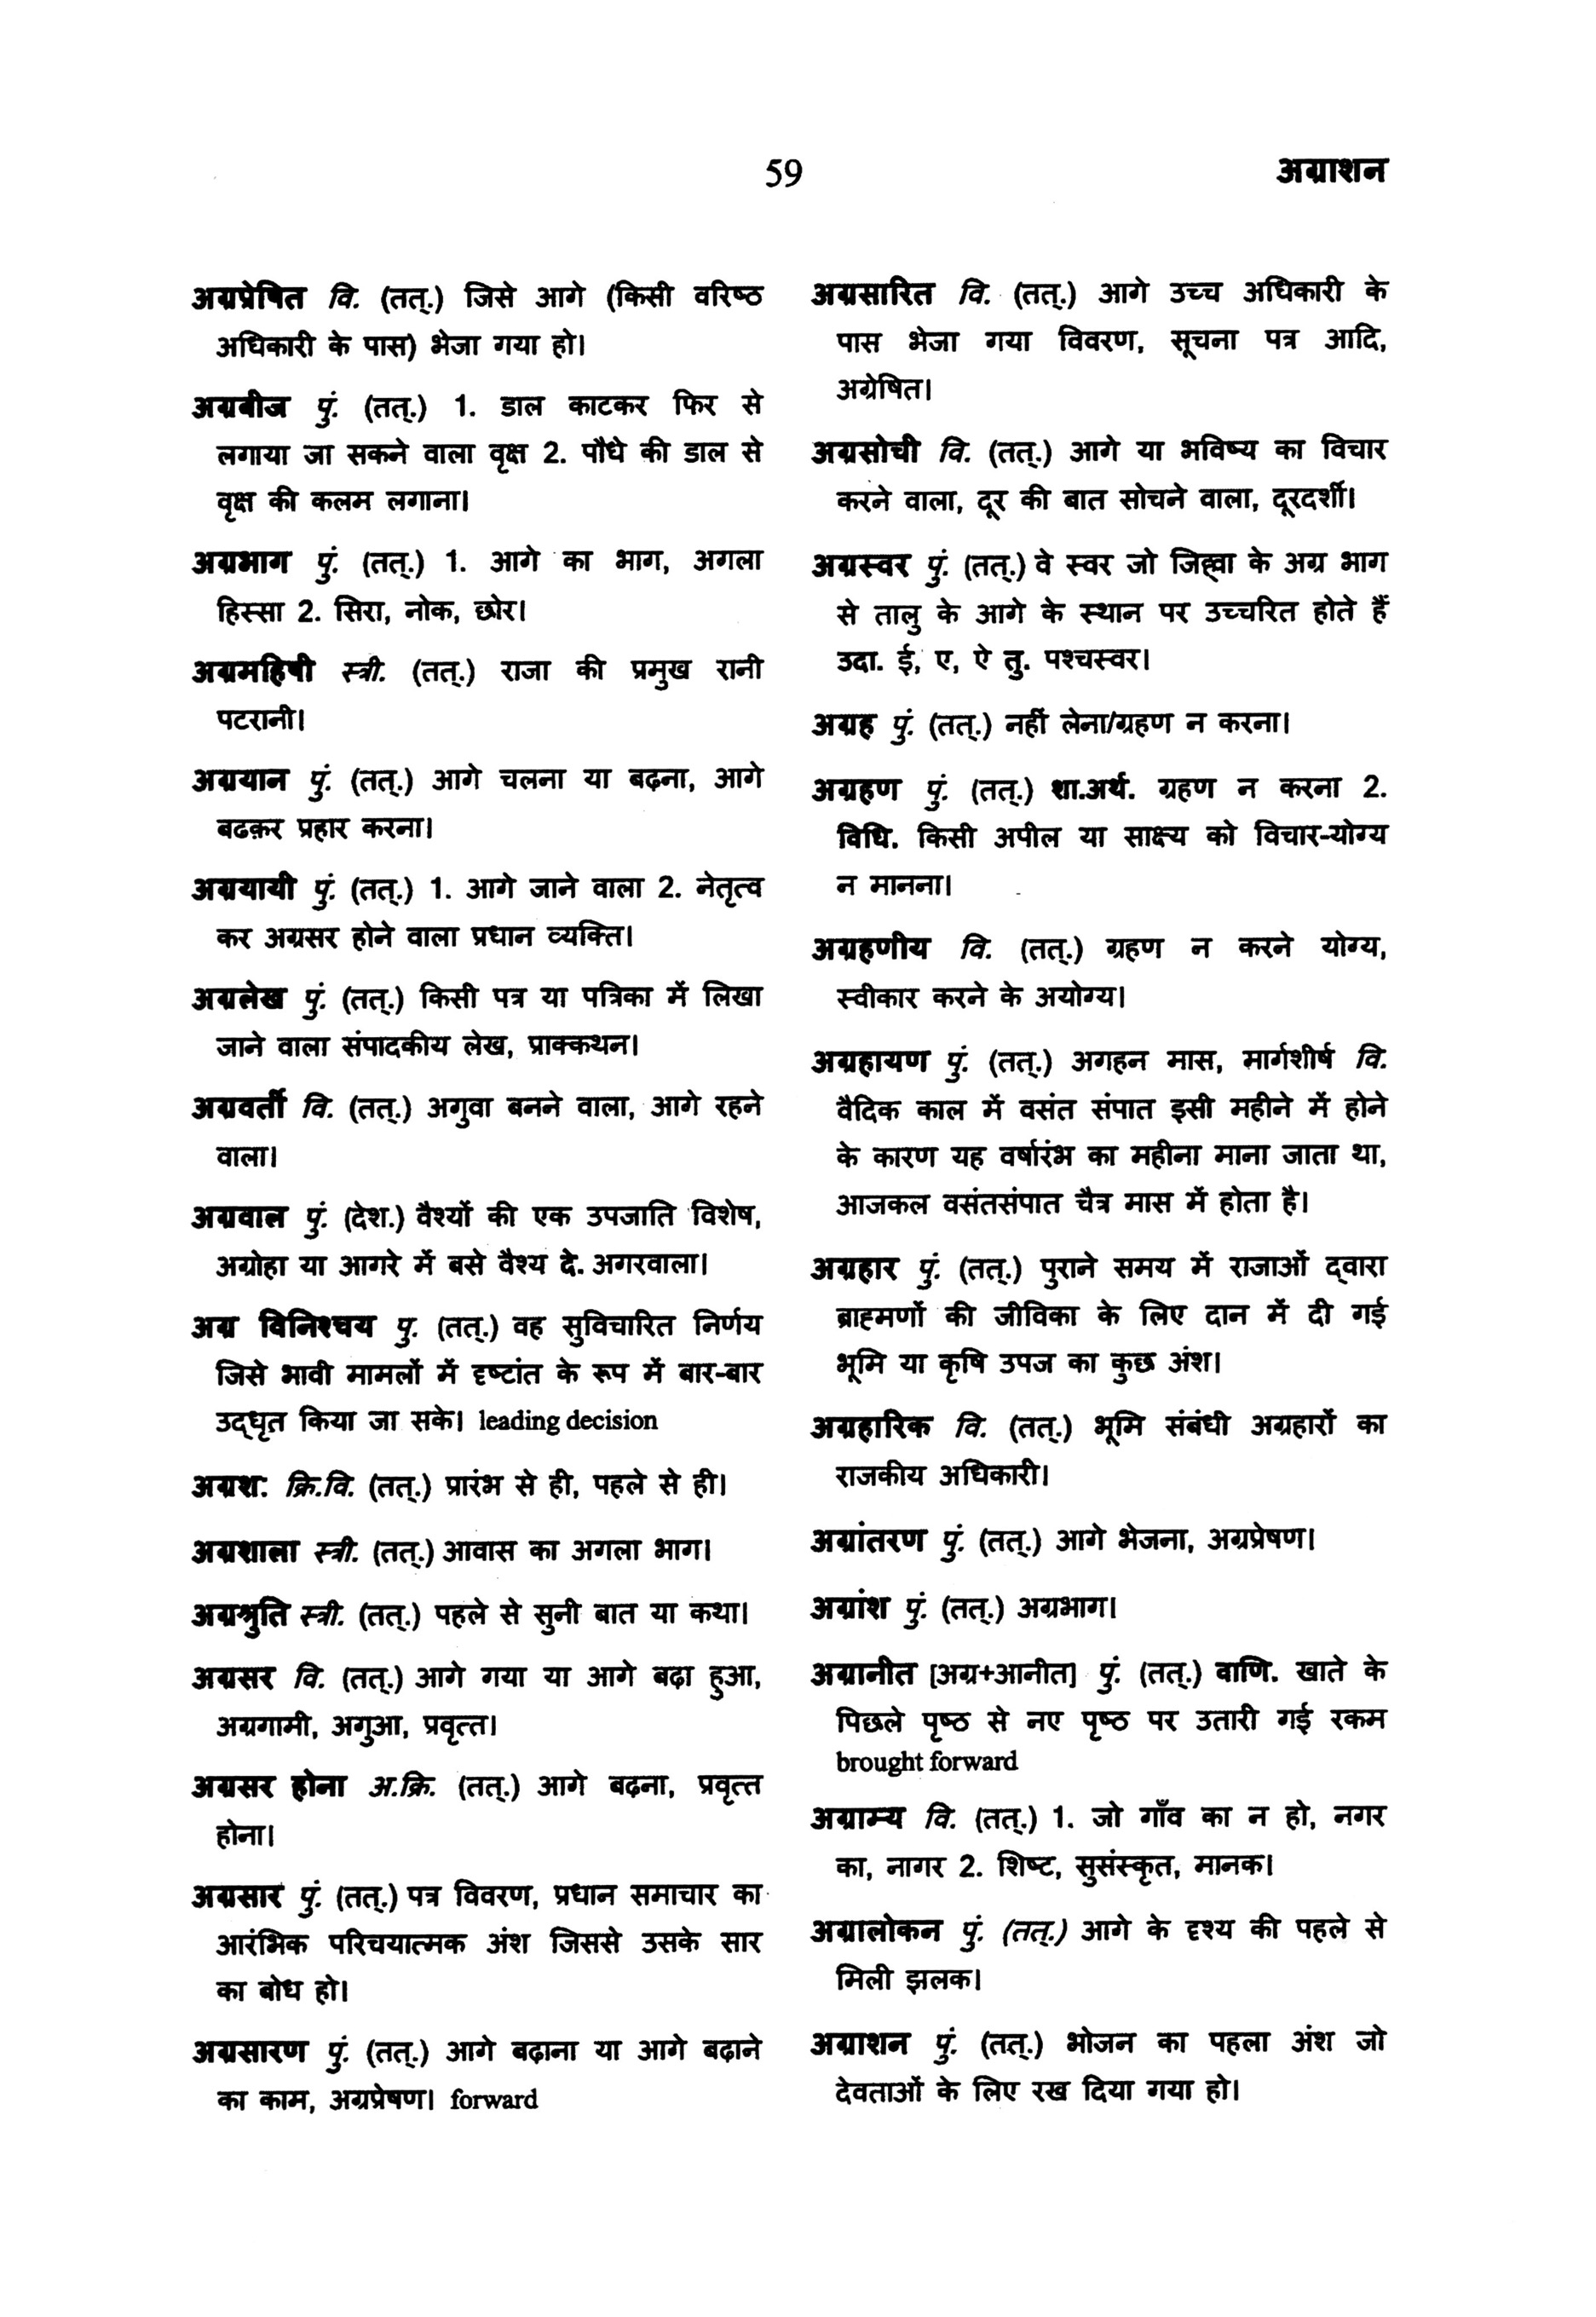 59
अग्राशन
अग्रप्रेषित वि. (तत्.) जिसे आगे (किसी वरिष्ठ
अधिकारी के पास) भेजा गया हो।
अग्रबीज पुं. (तत्.) 1. डाल काटकर फिर से
लगाया जा सकने वाला वृक्ष 2. पौधे की डाल से
वृक्ष की कलम लगाना।
अग्रभाग पुं. (तत्.) 1. आगे का भाग, अगला
हिस्सा 2. सिरा, नोक, छोर।
अग्रमहिषी स्त्री. (तत्.) राजा की प्रमुख रानी
पटरानी।
अग्रयान पुं. (तत्.) आगे चलना या बढ़ना, आगे
बढक़र प्रहार करना।
अग्रयायी पुं. (तत्.) 1. आगे जाने वाला 2. नेतृत्व
कर अग्रसर होने वाला प्रधान व्यक्ति।
अग्रलेख पुं. (तत्.) किसी पत्र या पत्रिका में लिखा
जाने वाला संपादकीय लेख, प्राक्कथन।
अग्रवर्ती वि. (तत्.) अगुवा बनने वाला, आगे रहने
वाला।
अग्रवाल पुं. (देश.) वैश्यों की एक उपजाति विशेष,
अग्रोहा या आगरे में बसे वैश्य दे. अगरवाला।
अग्र विनिश्चय पु. (तत्.) वह सुविचारित निर्णय
जिसे भावी मामलों में दृष्टांत के रूप में बार-बार
उद्धृत किया जा सके। leading decision
अग्रश: क्रि.वि. (तत्.) प्रारंभ से ही, पहले से ही।
अग्रशाला स्त्री. (तत्.) आवास का अगला भाग।
अग्रश्रुति स्त्री. (तत्.) पहले से सुनी बात या कथा।
अग्रसर वि. (तत्.) आगे गया या आगे बढ़ा हुआ,
अग्रगामी, अगुआ, प्रवृत्त।
अग्रसर होना अ.क्रि. (तत्.) आगे बढ़ना, प्रवृत्त
होना।
अग्रसार पुं. (तत्.) पत्र विवरण, प्रधान समाचार का
आरंभिक परिचयात्मक अंश जिससे उसके सार
का बोध हो।
अग्रसारण पुं. (तत्.) आगे बढ़ाना या आगे बढ़ाने
का काम, अग्रप्रेषण। forward
अग्रसारित वि. (तत्.) आगे उच्च अधिकारी के
पास भेजा गया विवरण, सूचना पत्र आदि,
अग्रेषित।
अग्रसोची वि. (तत्.) आगे या भविष्य का विचार
करने वाला, दूर की बात सोचने वाला, दूरदर्शी।
अग्रस्वर पुं. (तत्.) वे स्वर जो जिह्वा के अग्र भाग
से तालु के आगे के स्थान पर उच्चरित होते हैं
उदा. ई, ए, ऐ तु. पश्चस्वर।
अग्रह पुं. (तत्.) नहीं लेना/ग्रहण न करना।
अग्रहण पुं. (तत्.) शा.अर्थ. ग्रहण न करना 2.
विधि. किसी अपील या साक्ष्य को विचार-योग्य
न मानना।
अग्रहणीय वि. (तत्.) ग्रहण न करने योग्य,
स्वीकार करने के अयोग्य।
अग्रहायण पुं. (तत्.) अगहन मास, मार्गशीर्ष वि.
वैदिक काल में वसंत संपात इसी महीने में होने
के कारण यह वर्षारंभ का महीना माना जाता था,
आजकल वसंतसंपात चैत्र मास में होता है।
अग्रहार पुं. (तत्.) पुराने समय में राजाओं द्वारा
ब्राह्मणों की जीविका के लिए दान में दी गई
भूमि या कृषि उपज का कुछ अंश।
अग्रहारिक वि. (तत्.) भूमि संबंधी अग्रहारों का
राजकीय अधिकारी।
अग्रांतरण पुं. (तत्.) आगे भेजना, अग्रप्रेषण।
अग्रांश पुं. (तत्.) अग्रभाग।
अग्रानीत [अग्र+आनीत] पुं. (तत्.) वाणि. खाते के
पिछले पृष्ठ से नए पृष्ठ पर उतारी गई रकम
brought forward
अग्राम्य वि. (तत्.) 1. जो गाँव का न हो, नगर
का, नागर 2. शिष्ट, सुसंस्कृत, मानक।
अग्रालोकन पुं. (तत्.) आगे के दृश्य की पहले से
मिली झलक।
अग्राशन पुं. (तत्.) भोजन का पहला अंश जो
देवताओं के लिए रख दिया गया हो।